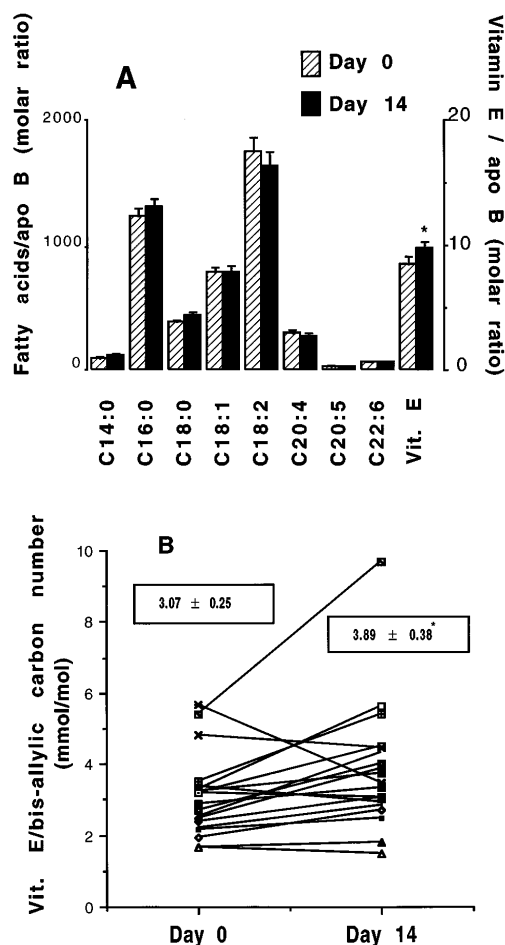 A
Day 0
Day 14
Fatty acids/apo B (molar ratio)
2000
1000
0
Vitamin E / apo B (molar ratio)
20
10
0
*
C14:0
C16:0
C18:0
C18:1
C18:2
C20:4
C20:5
C22:6
Vit. E
B
Vit. E/bis-allylic carbon number
(mmol/mol)
10
8
6
4
2
0
3.07 ± 0.25
3.89 ± 0.38*
Day 0
Day 14